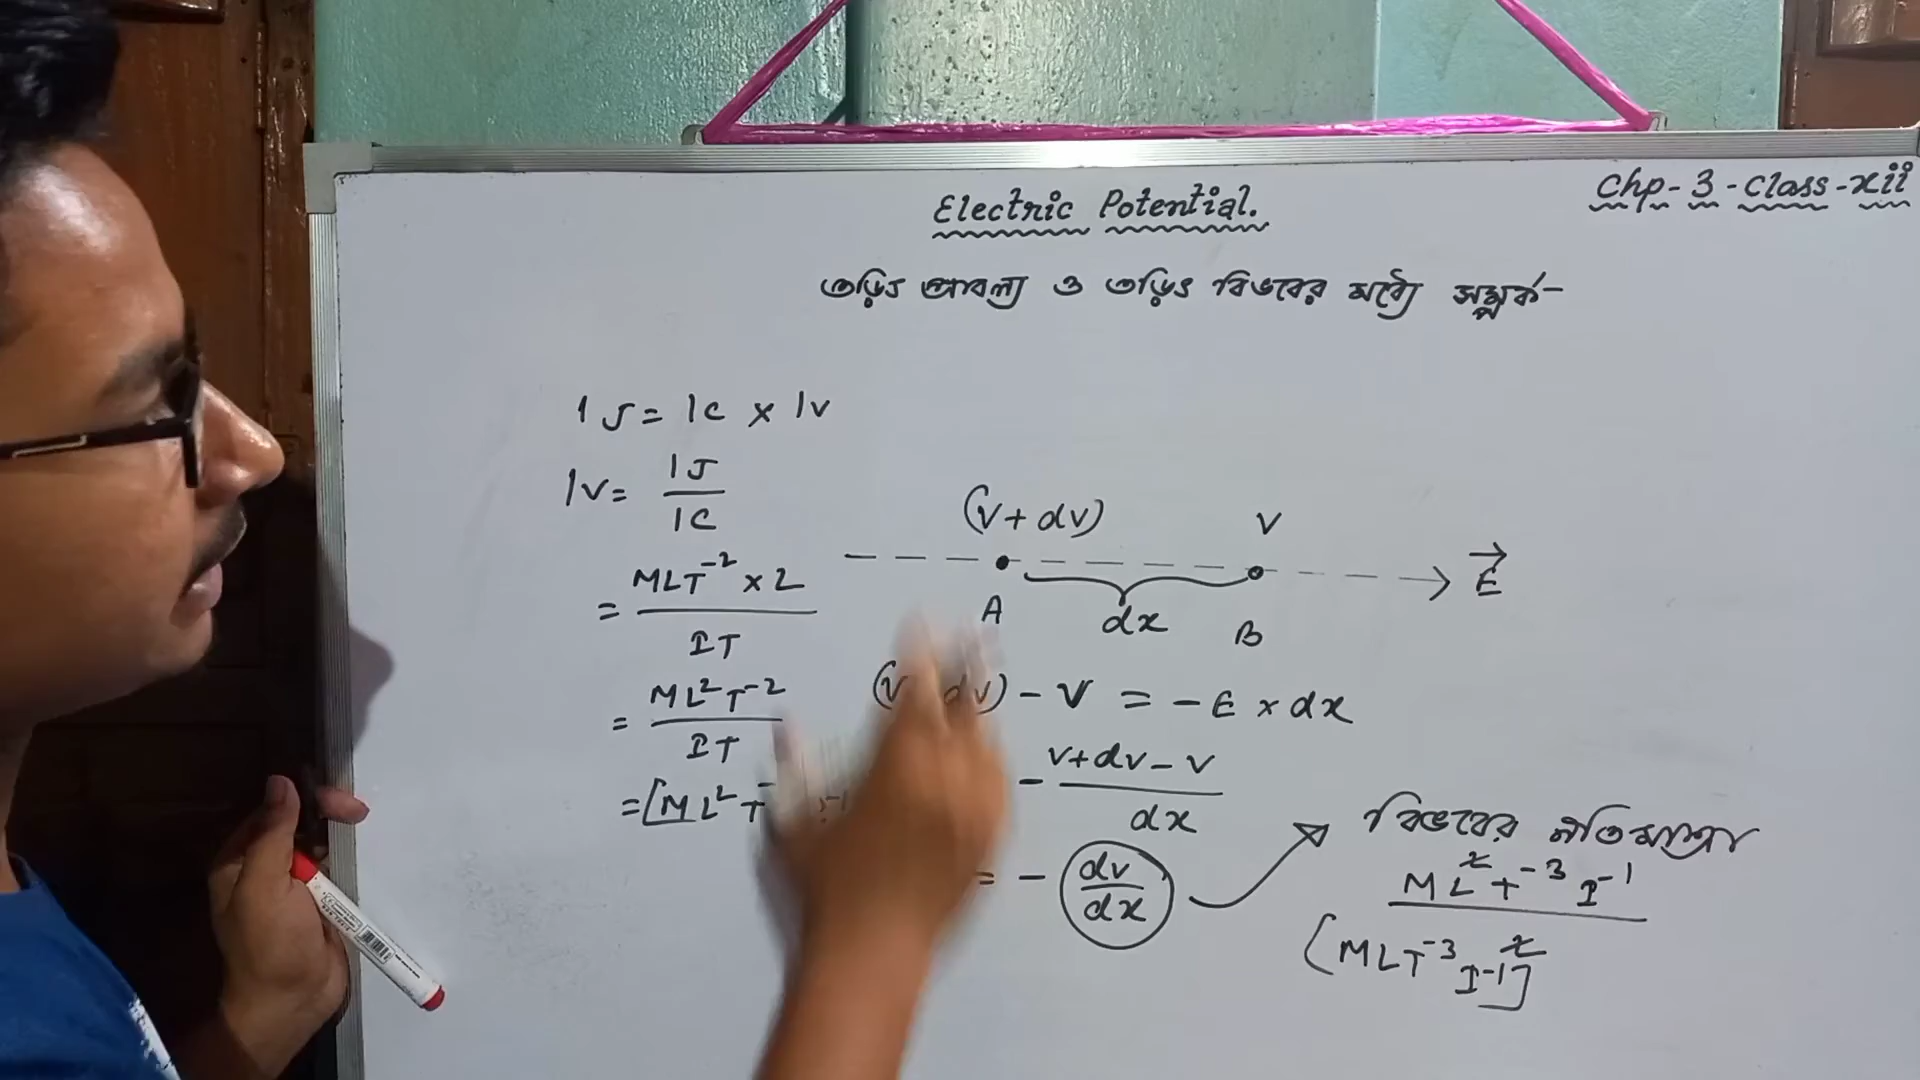 Chp-3-Class-xii
Electric Potential.
তড়িৎ প্রাবল্য ও তড়িৎ বিভবের মধ্যে সম্পর্ক-
1J = 1C x 1V
1V = 1J / 1C
= MLT⁻² x L / IT
= ML²T⁻² / IT
= [ML²T
(V + dV) V
E⃗
A dx B
dV) - V = - E x dx
- V + dV - V / dx
= - dV / dx
বিভবের নতিমাত্রা
ML²T⁻³I⁻¹
[MLT⁻³I⁻¹]